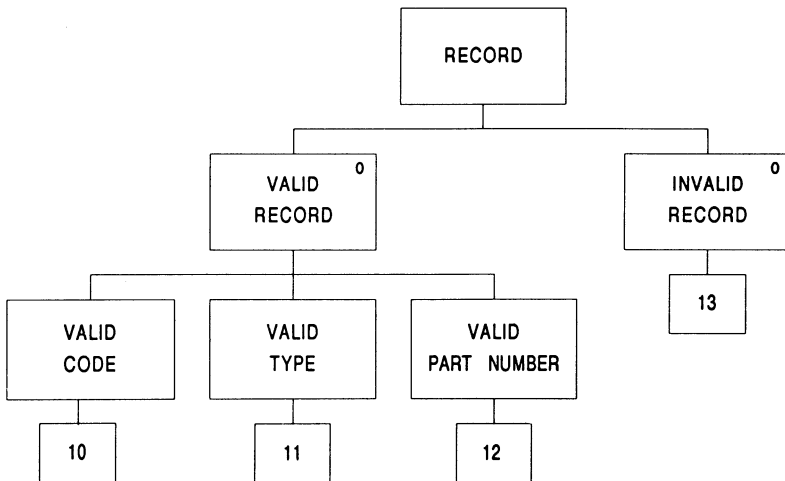 RECORD
O
VALID
RECORD
O
INVALID
RECORD
13
VALID
CODE
VALID
TYPE
VALID
PART NUMBER
10
11
12